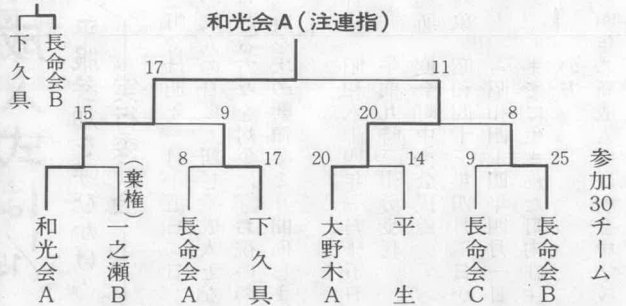 和光会A（注連指）
長命会B
下久具
17
11
15
9
20
8
（棄権）
8
17
20
14
9
25
参加30チーム、
和光会A
一之瀬B
長命会A
下久具
大野木A
平生
長命会C
長命会B